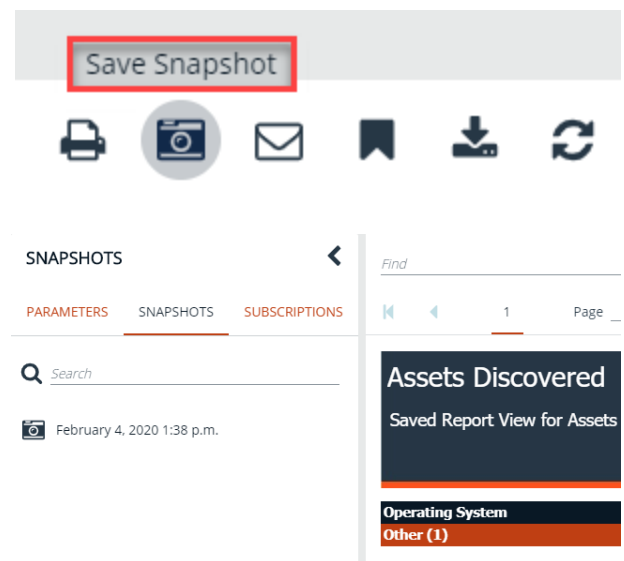 Save Snapshot
SNAPSHOTS
PARAMETERS SNAPSHOTS SUBSCRIPTIONS
Search
February 4, 2020 1:38 p.m.
Find
1 Page
Assets Discovered
Saved Report View for Assets
Operating System
Other (1)